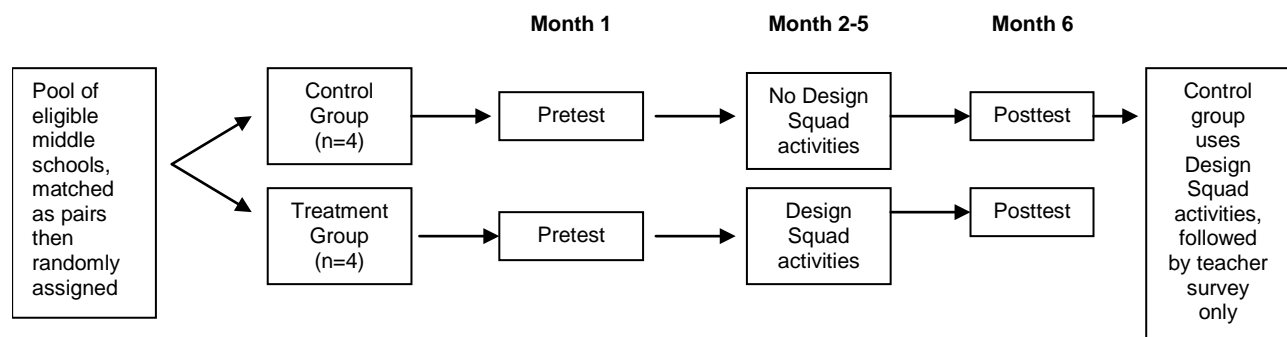 Month 1
Month 2-5
Month 6
Pool of
eligible
middle
schools,
matched
as pairs
then
randomly
assigned
Control
Group
(n=4)
Pretest
No Design
Squad
activities
Posttest
Control
group
uses
Design
Squad
activities,
followed
by teacher
survey
only
Treatment
Group
(n=4)
Pretest
Design
Squad
activities
Posttest